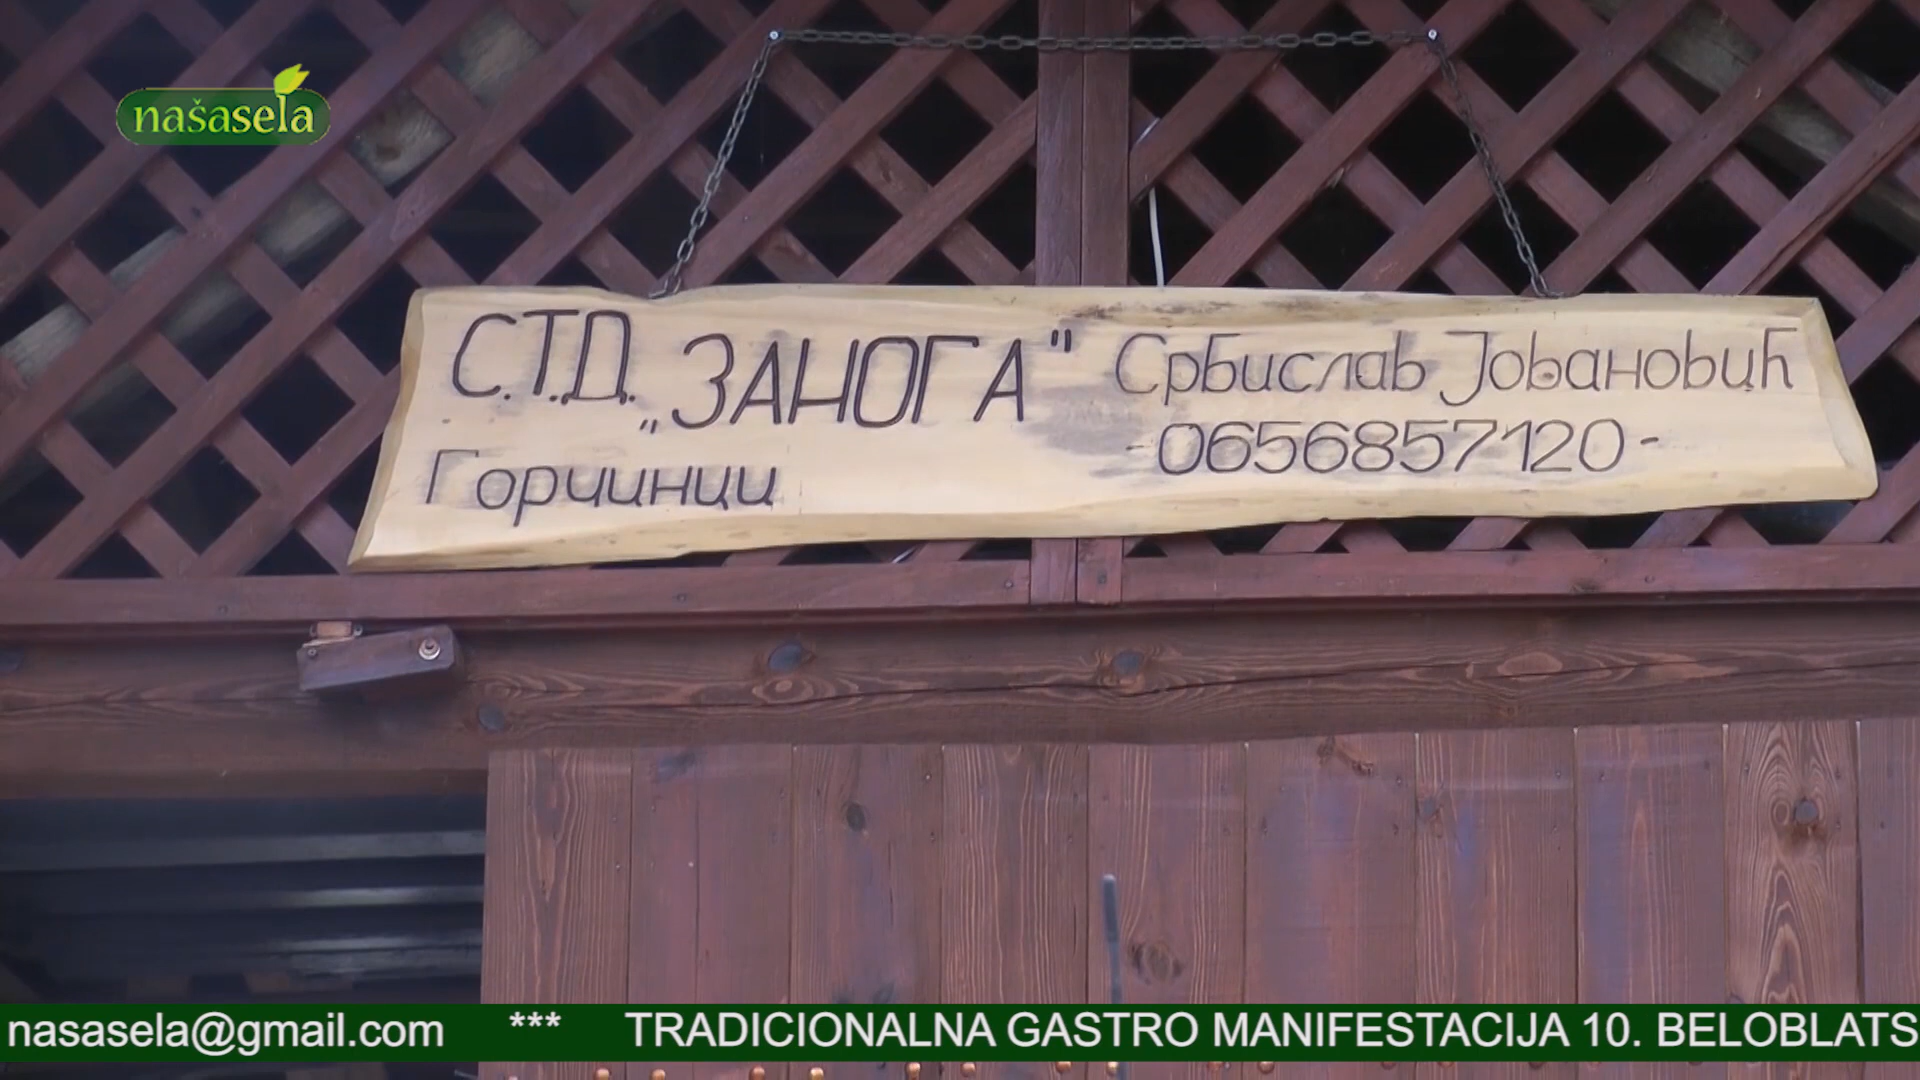 našasela
С.Т.Д. „ЗАНОГА"
Србислав Јовановић
-0656857120-
Горчинци
nasasela@gmail.com *** TRADICIONALNA GASTRO MANIFESTACIJA 10. BELOBLATS